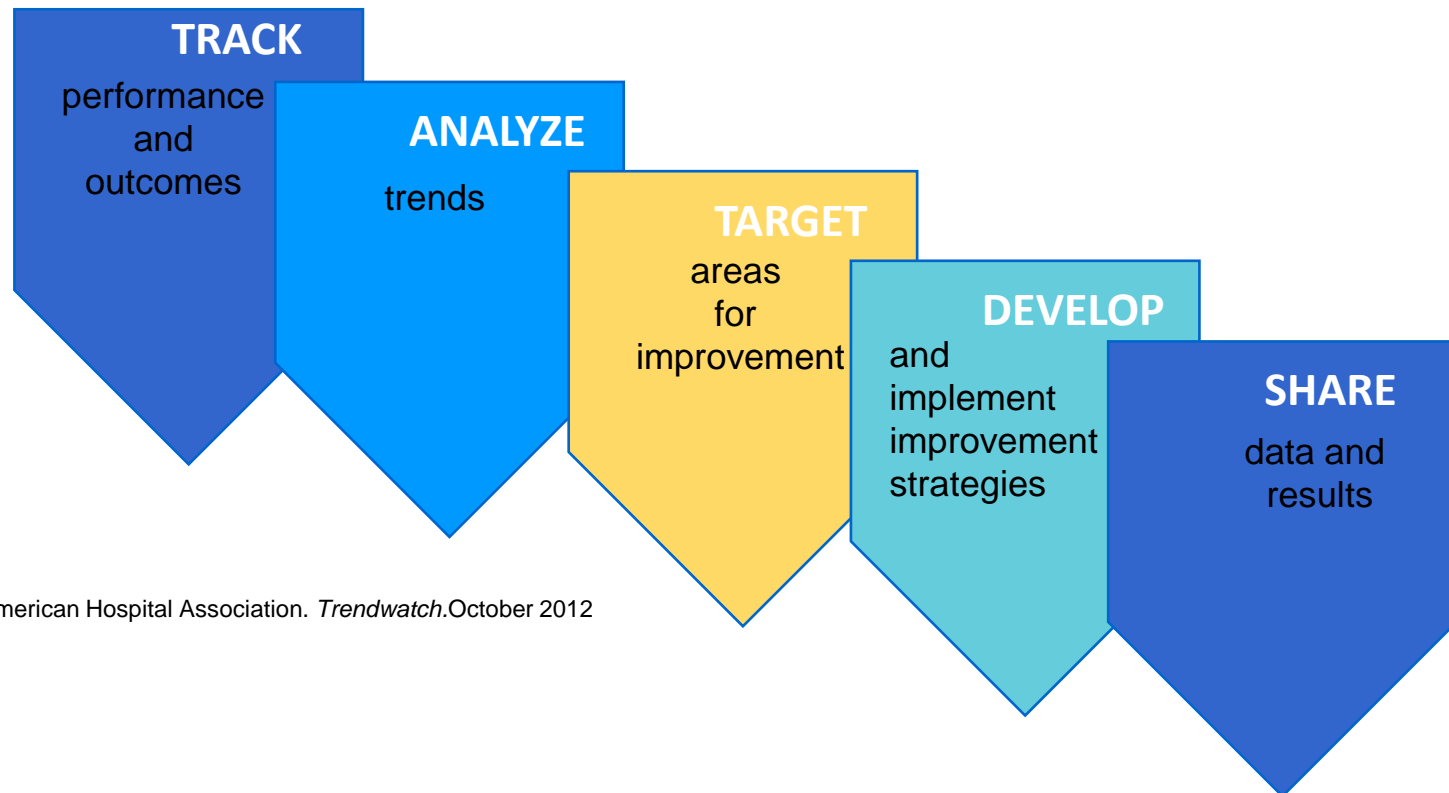 TRACK
performance
and
outcomes
ANALYZE
trends
TARGET
areas
for
improvement
DEVELOP
and
implement
improvement
strategies
SHARE
data and
results
merican Hospital Association. Trendwatch.October 2012